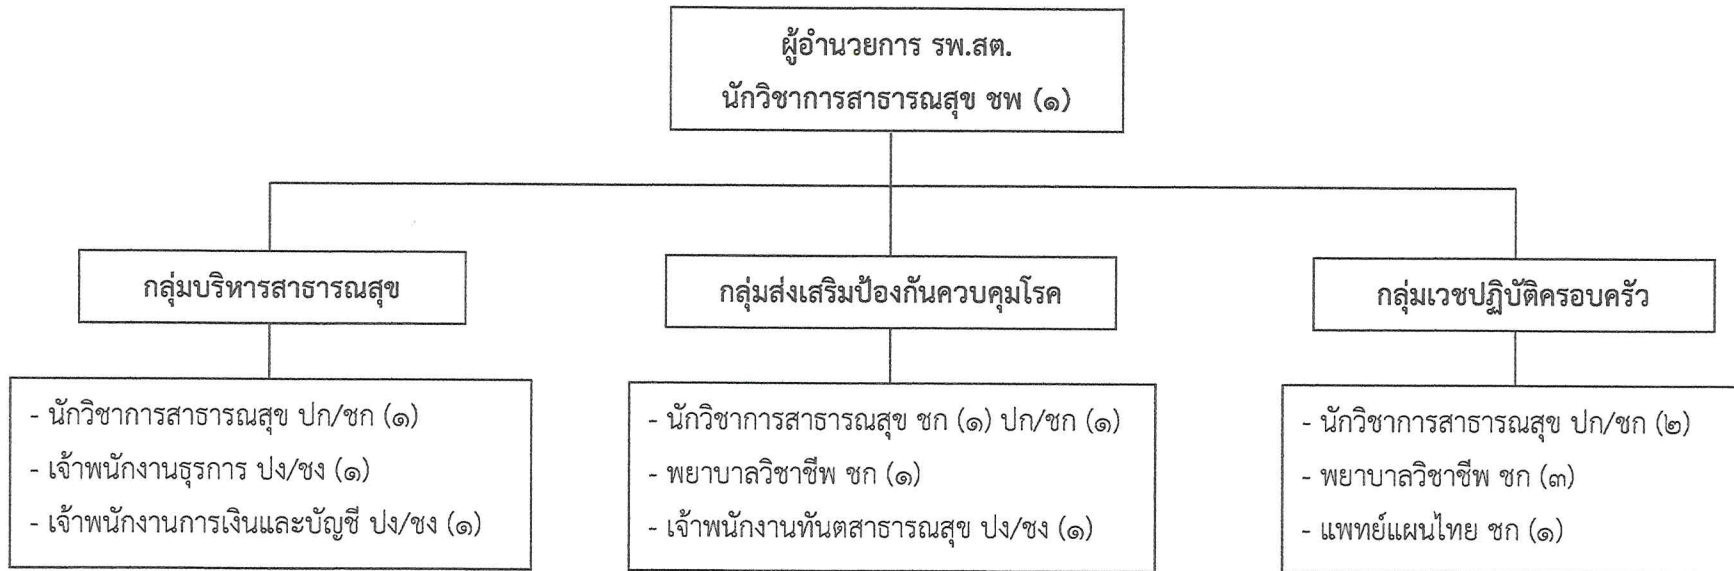 ผู้อำนวยการ รพ.สต.
นักวิชาการสาธารณสุข ชพ (๑)
กลุ่มบริหารสาธารณสุข
- นักวิชาการสาธารณสุข ปก/ชก (๑)
- เจ้าพนักงานธุรการ ปง/ชง (๑)
- เจ้าพนักงานการเงินและบัญชี ปง/ชง (๑)
กลุ่มส่งเสริมป้องกันควบคุมโรค
- นักวิชาการสาธารณสุข ชก (๑) ปก/ชก (๑)
- พยาบาลวิชาชีพ ชก (๑)
- เจ้าพนักงานทันตสาธารณสุข ปง/ชง (๑)
กลุ่มเวชปฏิบัติครอบครัว
- นักวิชาการสาธารณสุข ปก/ชก (๒)
- พยาบาลวิชาชีพ ชก (๓)
- แพทย์แผนไทย ชก (๑)